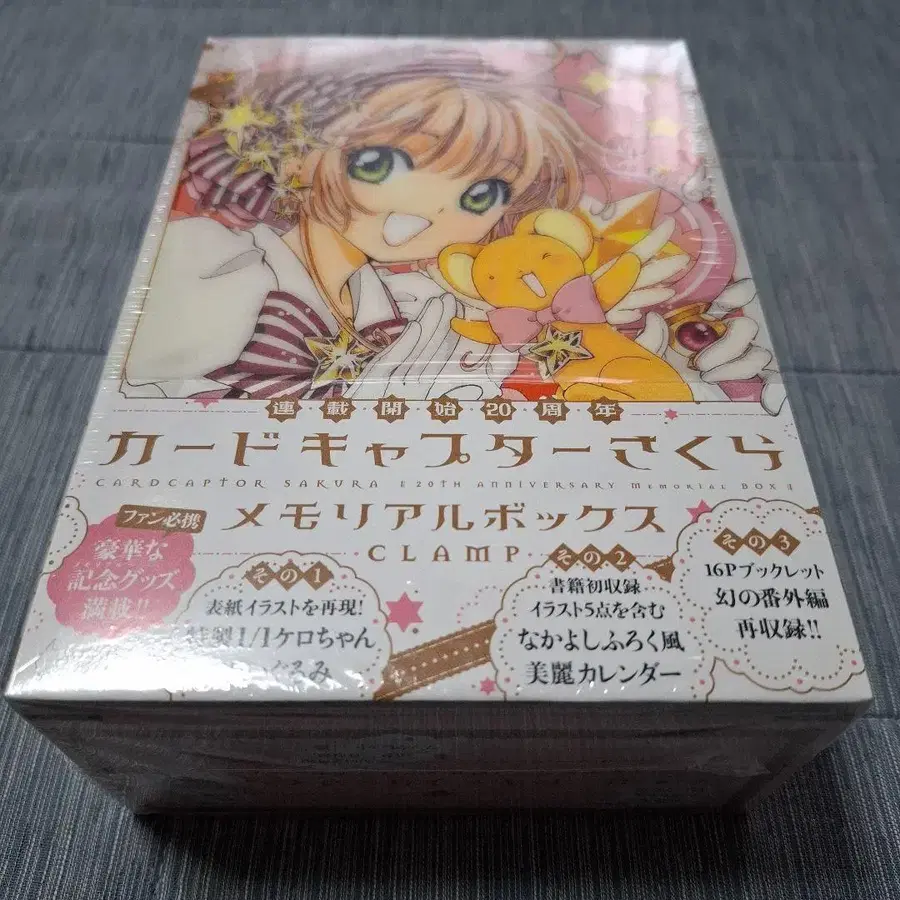 連載開始20周年
カードキャプターさくら
CARDCAPTOR SAKURA E20TH ANNIVERSARY MEMORIAL BOX
メモリアルボックス
CLAMP
ファン必携
豪華な
記念グッズ
満載!!
その1
表紙イラストを再現!
特製1/1ケロちゃん
ぐるみ
その2
書籍初収録
イラスト5点を含む
なかよしふろく風
美麗カレンダー
その3
16Pブックレット
幻の番外編
再収録!!